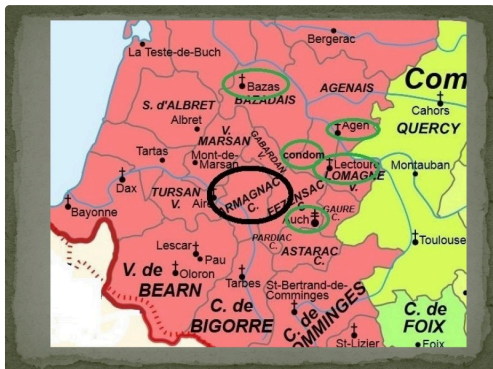 Bergerac
La Teste-de-Buch
Bazas
BAZADAIS
AGENAIS
Com
Cahors
QUERCY
S. d'ALBRET
Albret
V.
MARSAN
GABARDAN
V.
Agen
condom
Lectoure
LOMAGNE
V.
Montauban
Tartas
Mont-de-
Marsan
Dax
TURSAN
V.
Aire
ARMAGNAC
C.
FEZENSAC
C.
GAURE
C.
Auch
Bayonne
PARDIAC
C.
ASTARAC
C.
Toulouse
Lescar
Pau
Oloron
V. de
BEARN
Tarbes
St-Bertrand-de-
Comminges
C. de
BIGORRE
C. de
OMMINGES
C. de
FOIX
St-Lizier
Foix